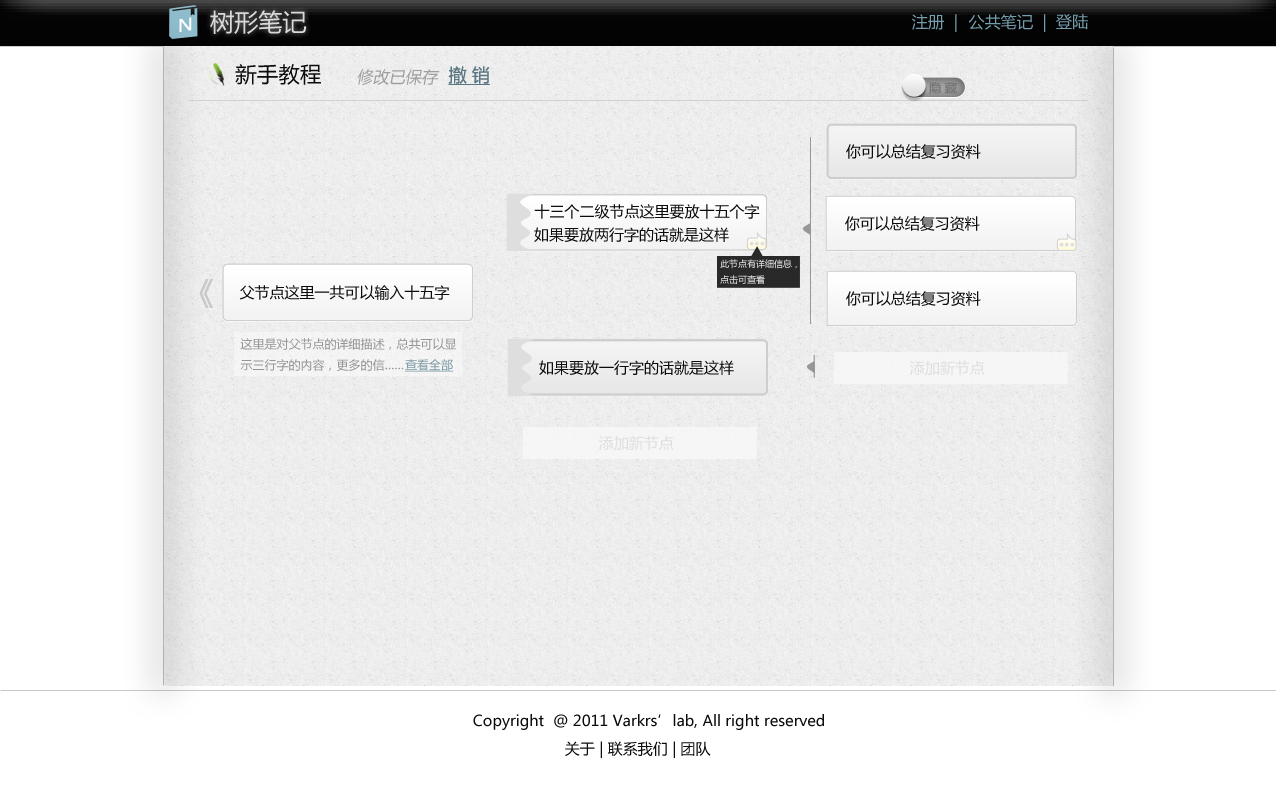 N 树形笔记
注册 | 公共笔记 | 登陆
新手教程 修改已保存 撤 销
隐 藏
父节点这里一共可以输入十五字
这里是对父节点的详细描述，总共可以显
示三行字的内容，更多的信......查看全部
十三个二级节点这里要放十五个字
如果要放两行字的话就是这样
此节点有详细信息，
点击可查看
如果要放一行字的话就是这样
添加新节点
你可以总结复习资料
你可以总结复习资料
你可以总结复习资料
添加新节点
Copyright @ 2011 Varkrs’ lab, All right reserved
关于 | 联系我们 | 团队